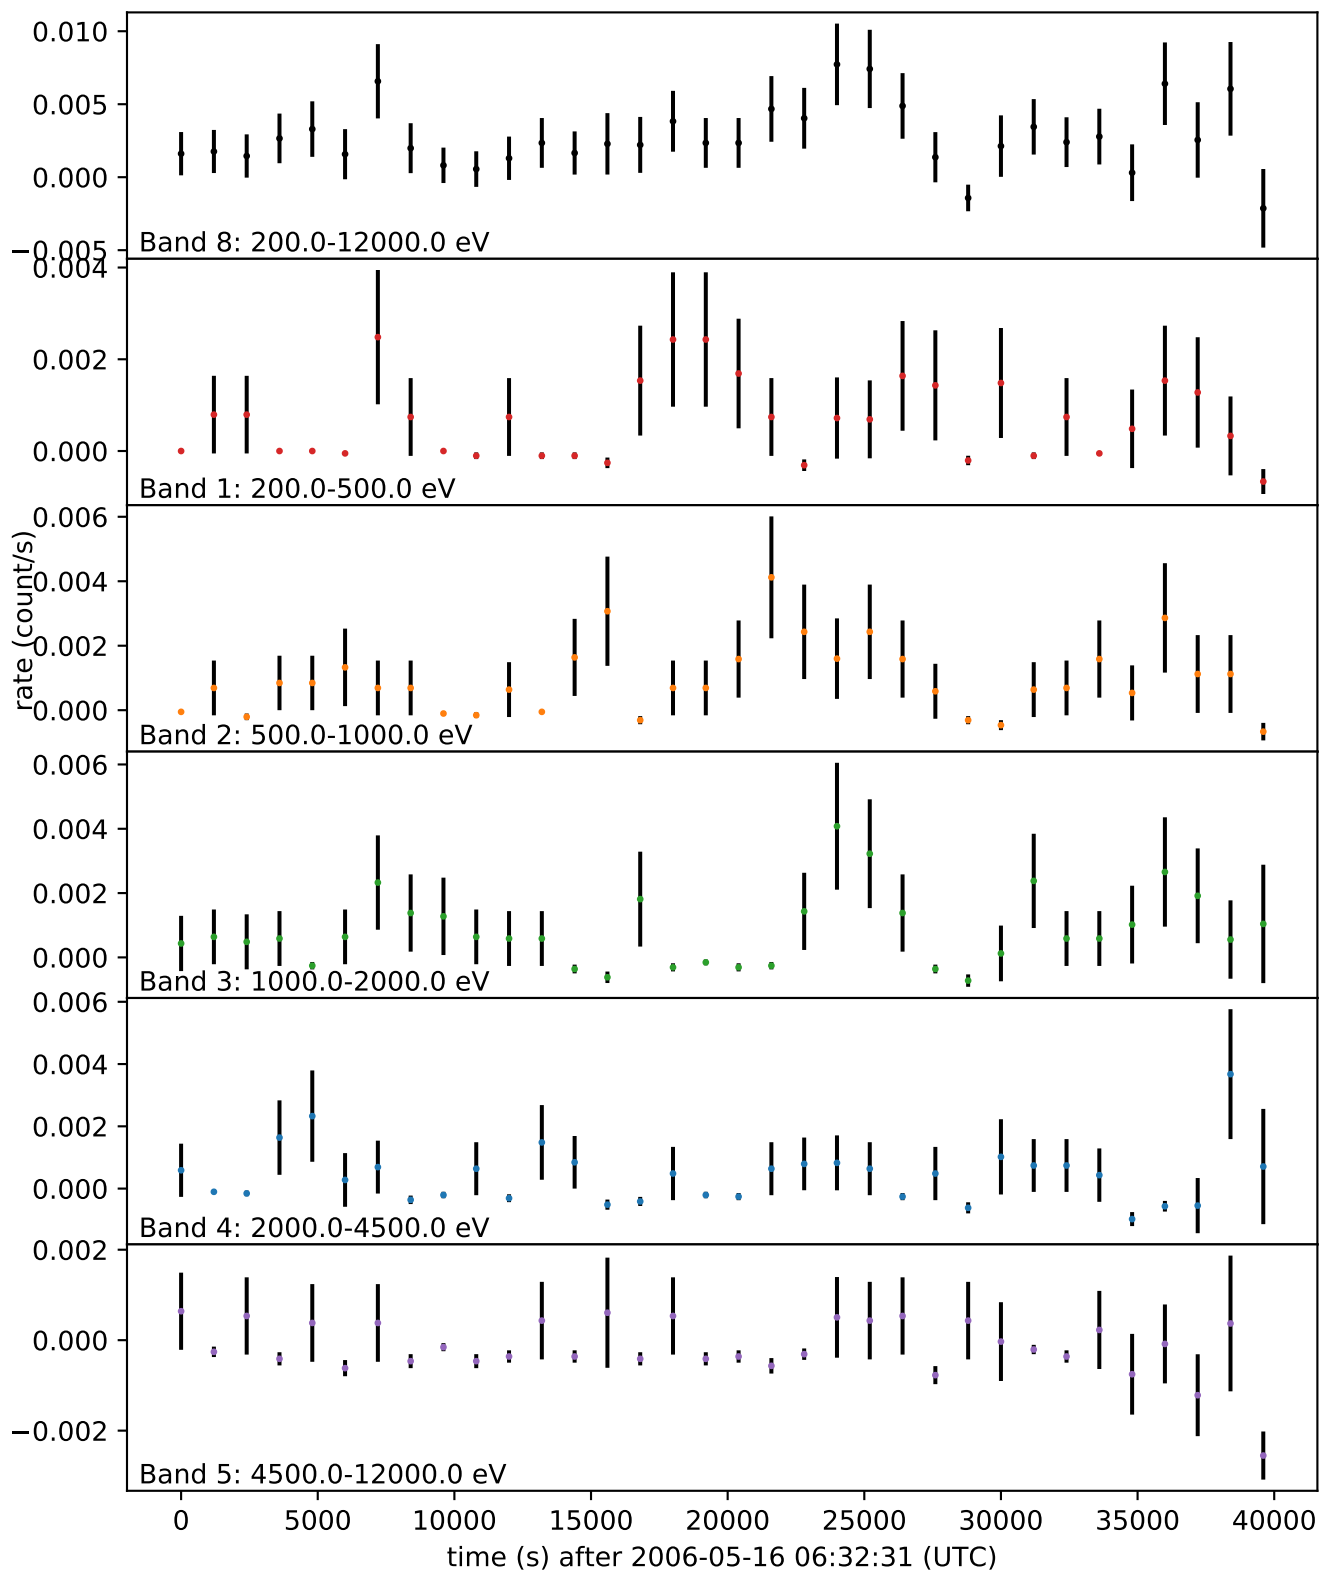 0.010
0.005
0.000
−0.005
Band 8: 200.0-12000.0 eV
0.004
0.002
0.000
Band 1: 200.0-500.0 eV
0.006
0.004
0.002
0.000
Band 2: 500.0-1000.0 eV
rate (count/s)
0.006
0.004
0.002
0.000
Band 3: 1000.0-2000.0 eV
0.006
0.004
0.002
0.000
Band 4: 2000.0-4500.0 eV
0.002
0.000
−0.002
Band 5: 4500.0-12000.0 eV
0 5000 10000 15000 20000 25000 30000 35000 40000
time (s) after 2006-05-16 06:32:31 (UTC)